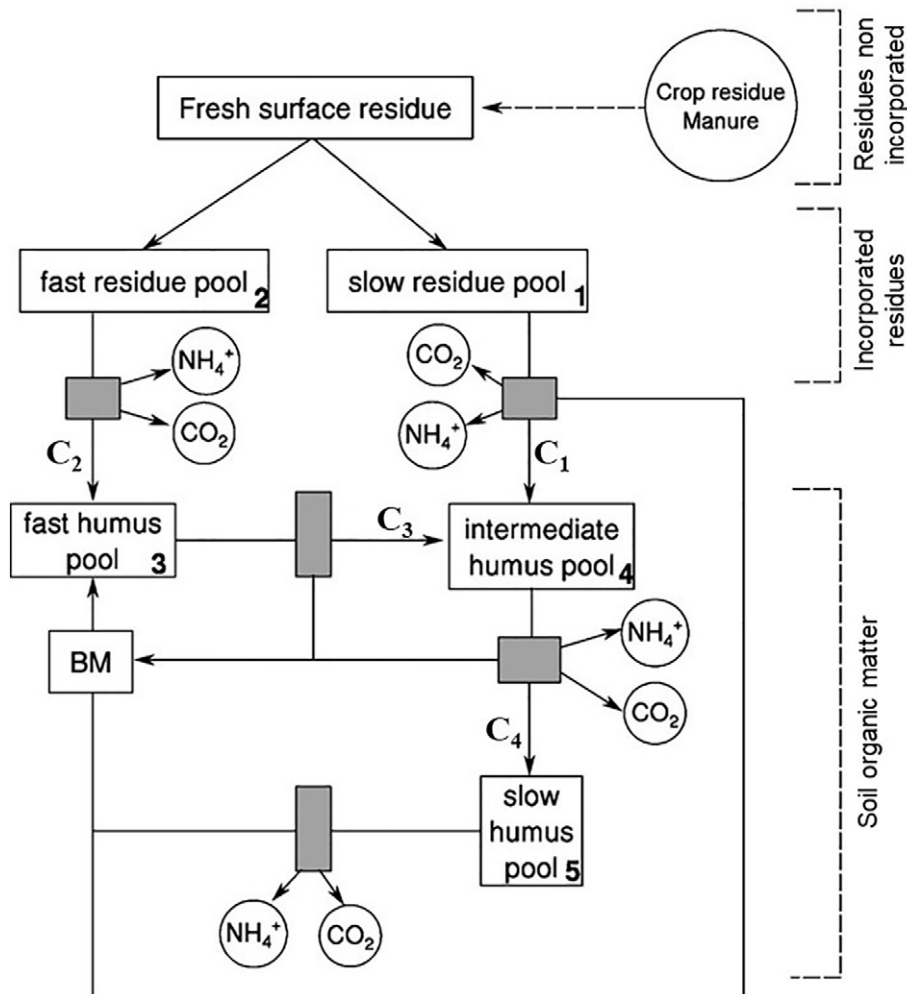 Fresh surface residue
Crop residue
Manure
Residues non
incorporated
fast residue pool 2
slow residue pool 1
Incorporated
residues
NH₄⁺
CO₂
CO₂
NH₄⁺
C₂
C₁
fast humus
pool 3
C₃
intermediate
humus pool 4
BM
NH₄⁺
CO₂
C₄
slow
humus
pool 5
NH₄⁺
CO₂
Soil organic matter